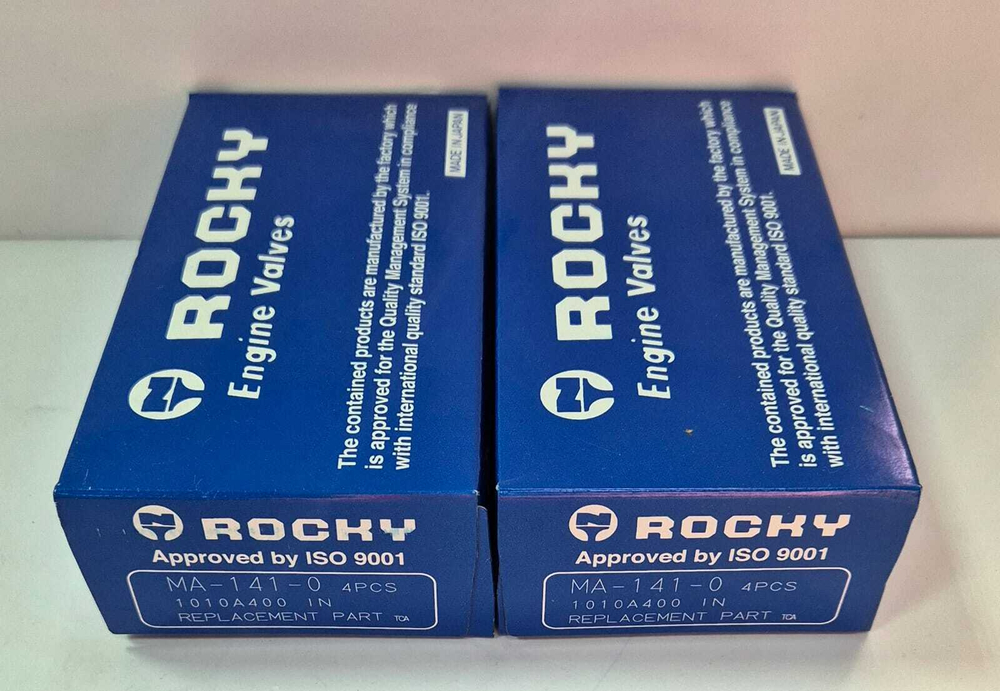 ROCKY
Engine Valves
The contained products are manufactured by the factory which
is approved for the Quality Management System in compliance
with international quality standard ISO 9001.
MADE IN JAPAN
ROCKY
Approved by ISO 9001
MA-141-0 4PCS
1010A400 IN
REPLACEMENT PART TCA
ROCKY
Engine Valves
The contained products are manufactured by the factory which
is approved for the Quality Management System in compliance
with international quality standard ISO 9001.
MADE IN JAPAN
ROCKY
Approved by ISO 9001
MA-141-0 4PCS
1010A400 IN
REPLACEMENT PART TCA